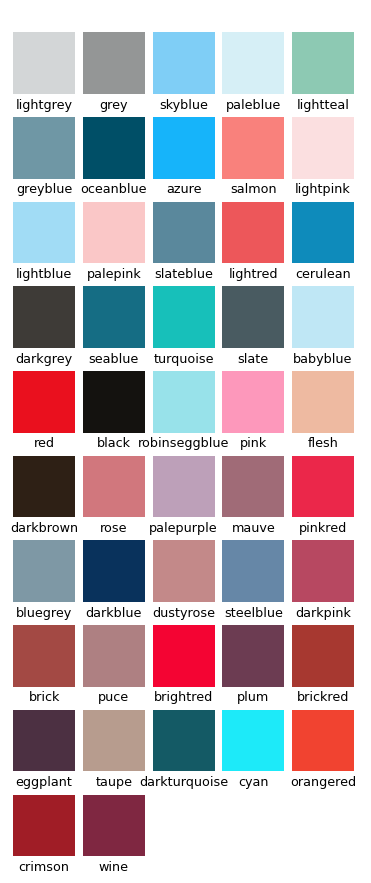 lightgrey grey skyblue paleblue lightteal
greyblue oceanblue azure salmon lightpink
lightblue palepink slateblue lightred cerulean
darkgrey seablue turquoise slate babyblue
red black robinseggblue pink flesh
darkbrown rose palepurple mauve pinkred
bluegrey darkblue dustyrose steelblue darkpink
brick puce brightred plum brickred
eggplant taupe darkturquoise cyan orangered
crimson wine